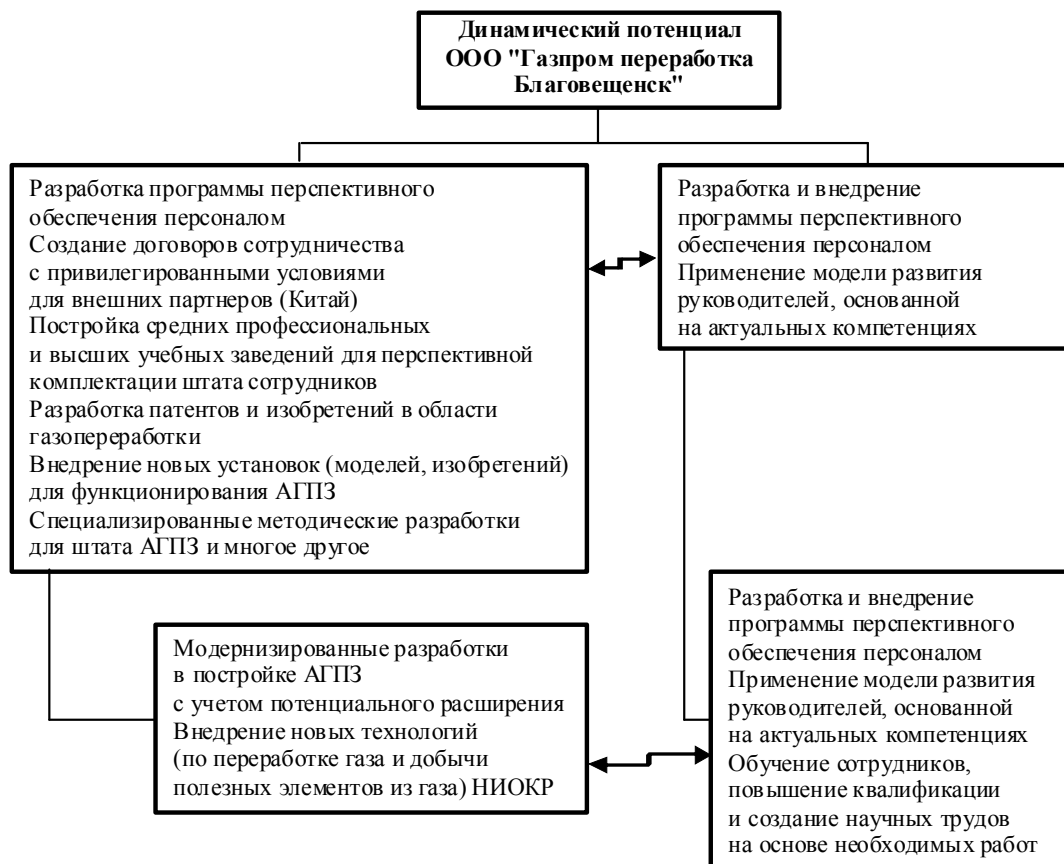 Динамический потенциал
ООО "Газпром переработка
Благовещенск"
Разработка программы перспективного
обеспечения персоналом
Создание договоров сотрудничества
с привилегированными условиями
для внешних партнеров (Китай)
Постройка средних профессиональных
и высших учебных заведений для перспективной
комплектации штата сотрудников
Разработка патентов и изобретений в области
газопереработки
Внедрение новых установок (моделей, изобретений)
для функционирования АГПЗ
Специализированные методические разработки
для штата АГПЗ и многое другое
Разработка и внедрение
программы перспективного
обеспечения персоналом
Применение модели развития
руководителей, основанной
на актуальных компетенциях
Модернизированные разработки
в постройке АГПЗ
с учетом потенциального расширения
Внедрение новых технологий
(по переработке газа и добычи
полезных элементов из газа) НИОКР
Разработка и внедрение
программы перспективного
обеспечения персоналом
Применение модели развития
руководителей, основанной
на актуальных компетенциях
Обучение сотрудников,
повышение квалификации
и создание научных трудов
на основе необходимых работ